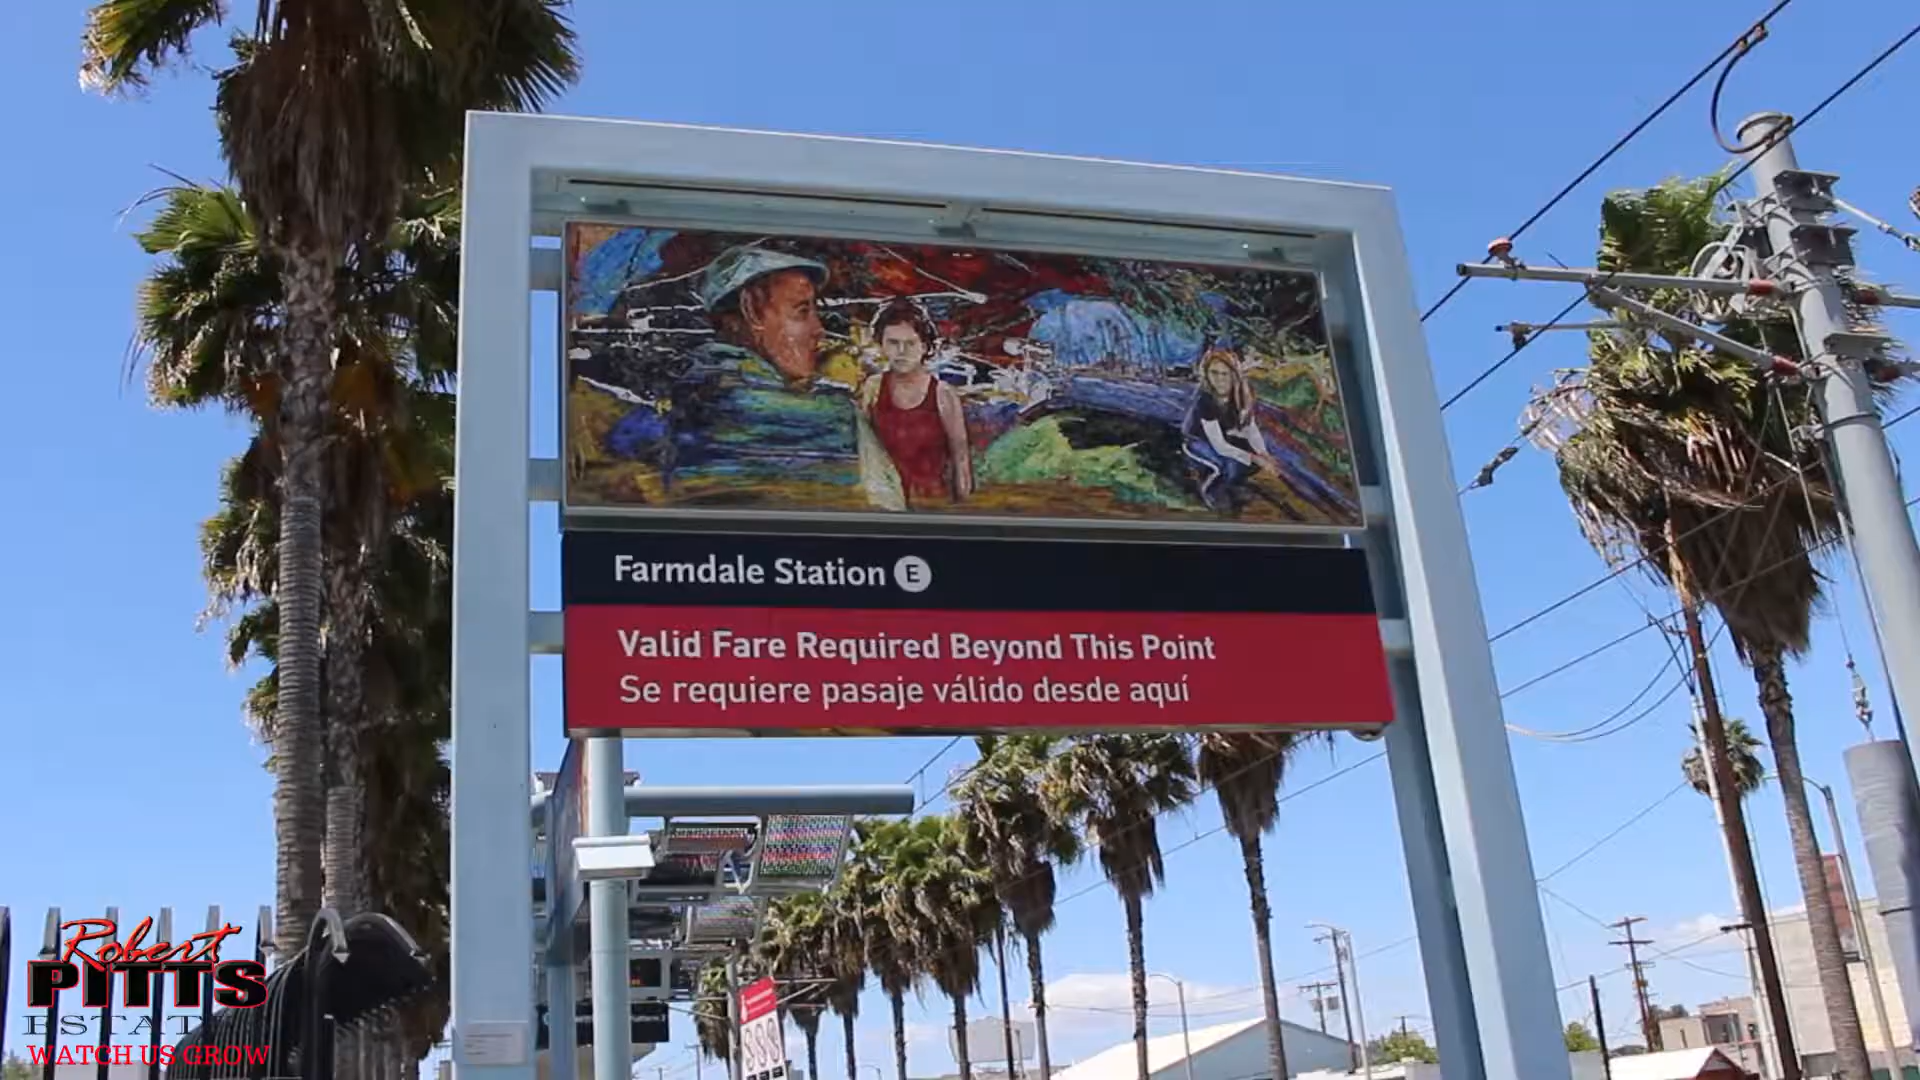 Farmdale Station E
Valid Fare Required Beyond This Point
Se requiere pasaje válido desde aquí
Robert
PITTS
ESTATE
WATCH US GROW